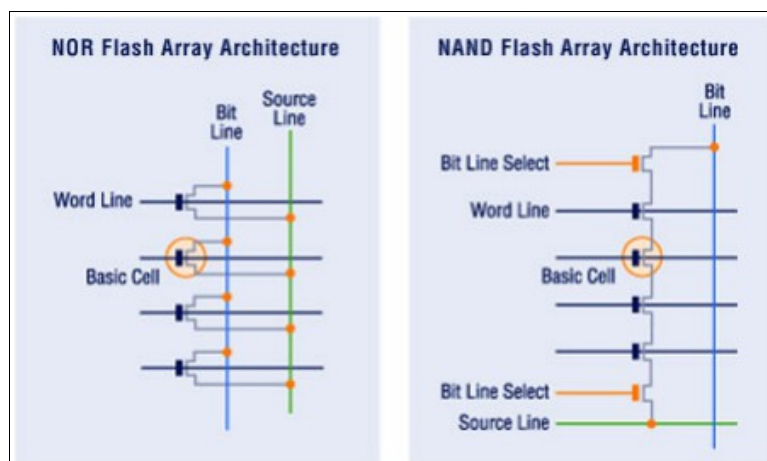 NOR Flash Array Architecture
Bit
Line
Source
Line
Word Line
Basic Cell
NAND Flash Array Architecture
Bit
Line
Bit Line Select
Word Line
Basic Cell
Bit Line Select
Source Line